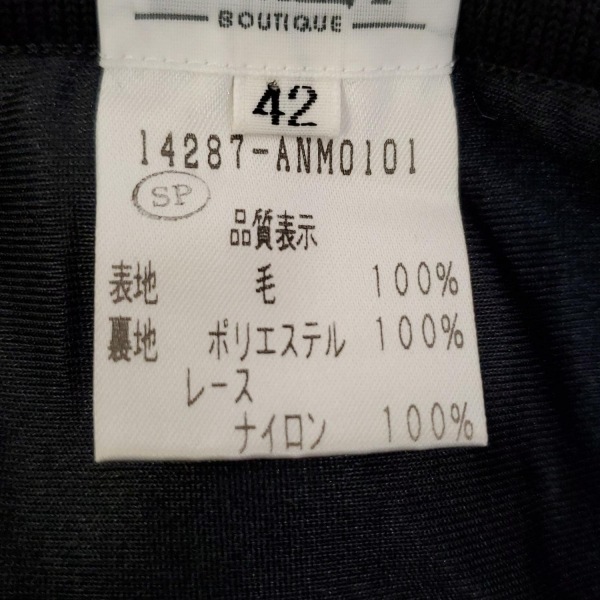 BOUTIQUE
42
14287-ANM0101
SP
品質表示
表地 毛 100%
裏地 ポリエステル 100%
レース
ナイロン 100%